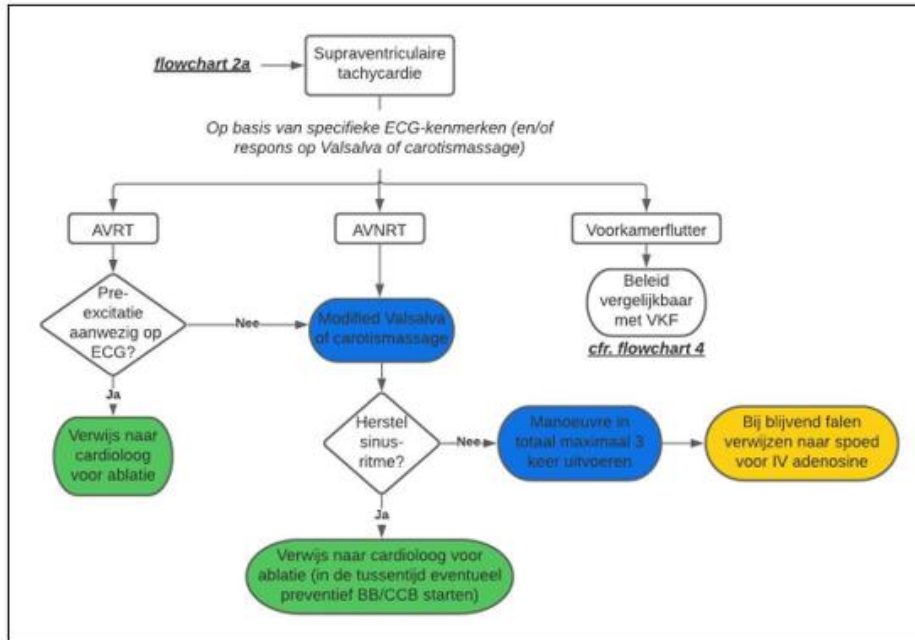 flowchart 2a
Supraventriculaire
tachycardie
Op basis van specifieke ECG-kenmerken (en/of
respons op Valsalva of carotismassage)
AVRT
AVNRT
Voorkamerflutter
Pre-
excitatie
aanwezig op
ECG?
Nee
Modified Valsalva
of carotismassage
Beleid
vergelijkbaar
met VKF
cfr. flowchart 4
Ja
Verwijs naar
cardioloog
voor ablatie
Herstel
sinus-
ritme?
Nee
Manoeuvre in
totaal maximaal 3
keer uitvoeren
Bij blijvend falen
verwijzen naar spoed
voor IV adenosine
Ja
Verwijs naar cardioloog voor
ablatie (in de tussentijd eventueel
preventief BB/CCB starten)